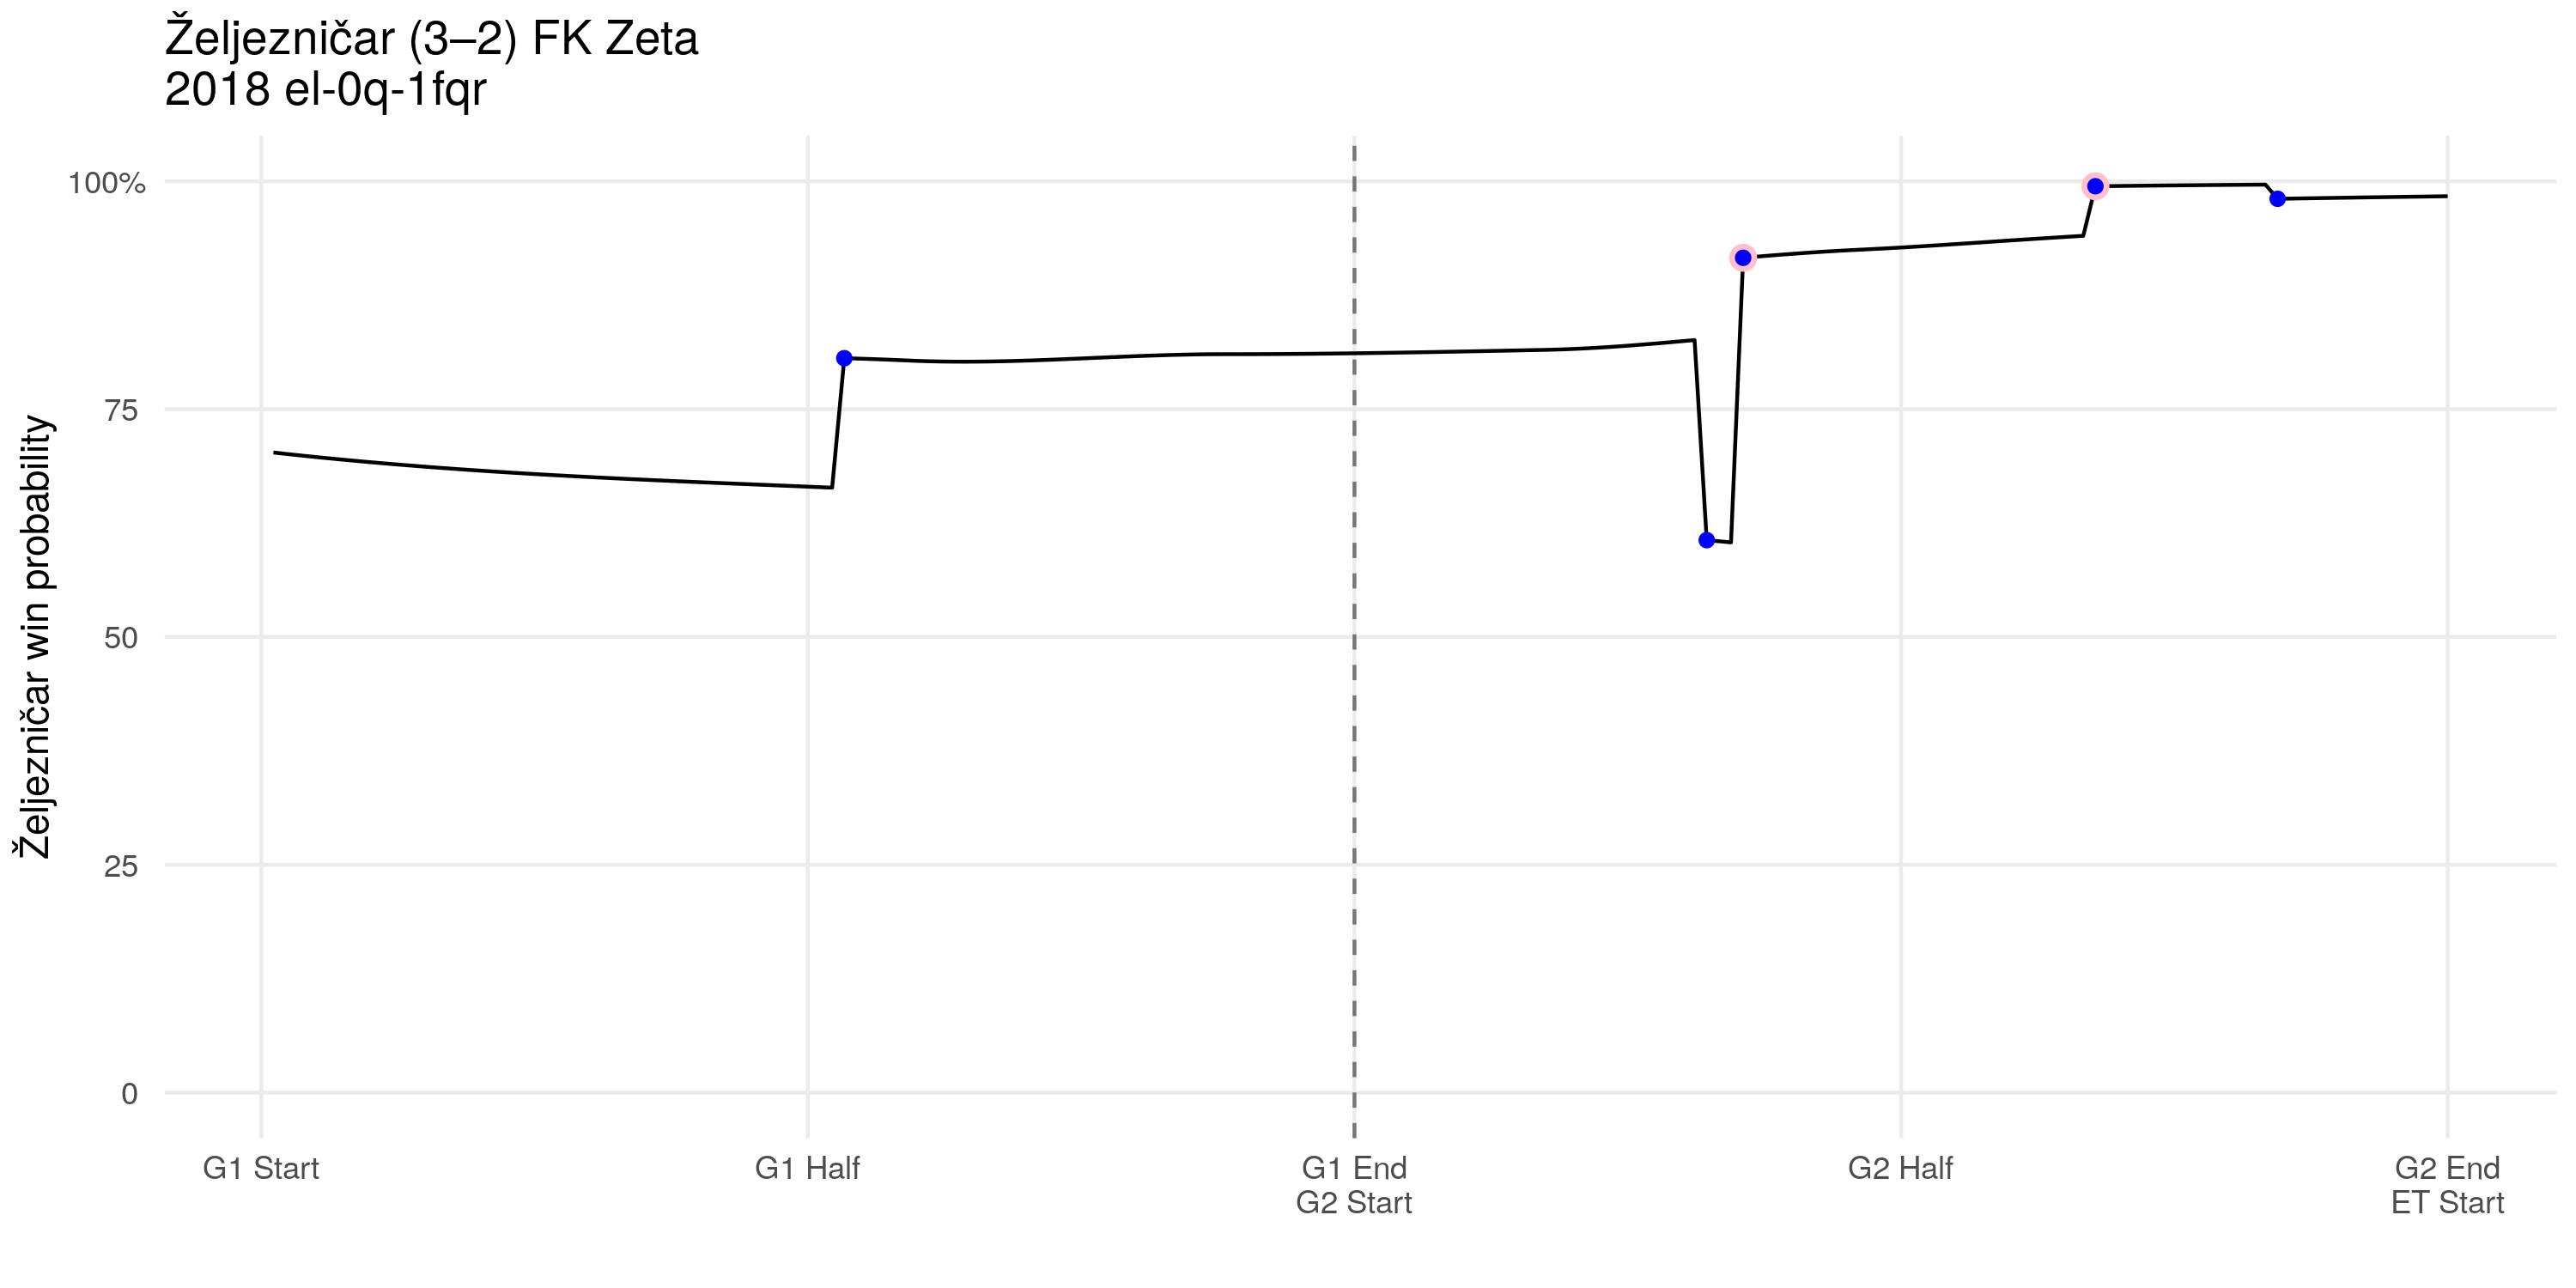 Željezničar (3–2) FK Zeta
2018 el-0q-1fqr
Željezničar win probability
100%
75
50
25
0
G1 Start
G1 Half
G1 End
G2 Start
G2 Half
G2 End
ET Start